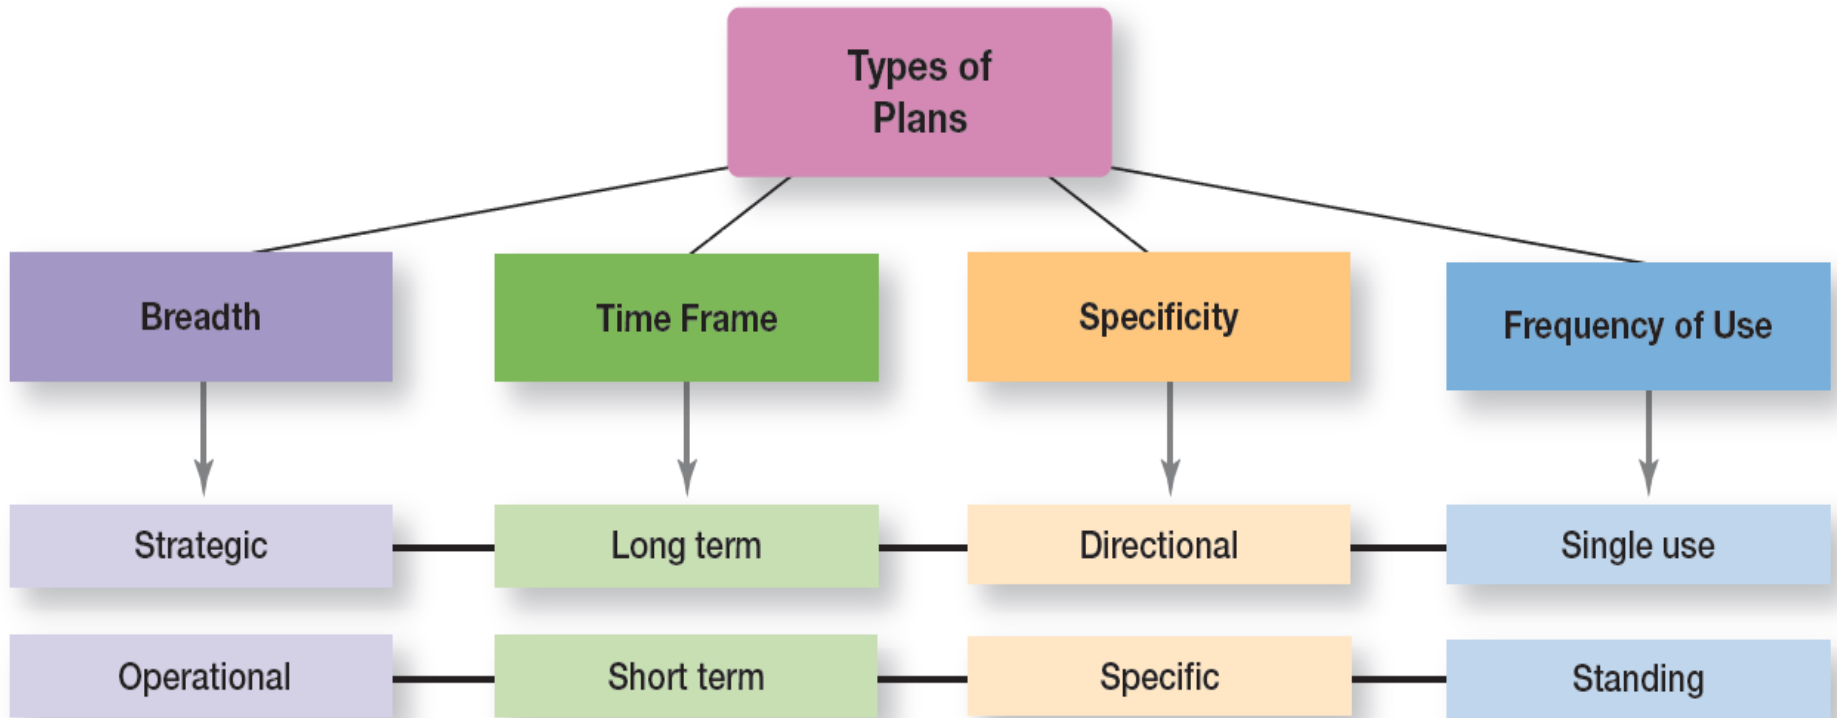 Types of
Plans
Breadth
Time Frame
Specificity
Frequency of Use
Strategic
Long term
Directional
Single use
Operational
Short term
Specific
Standing